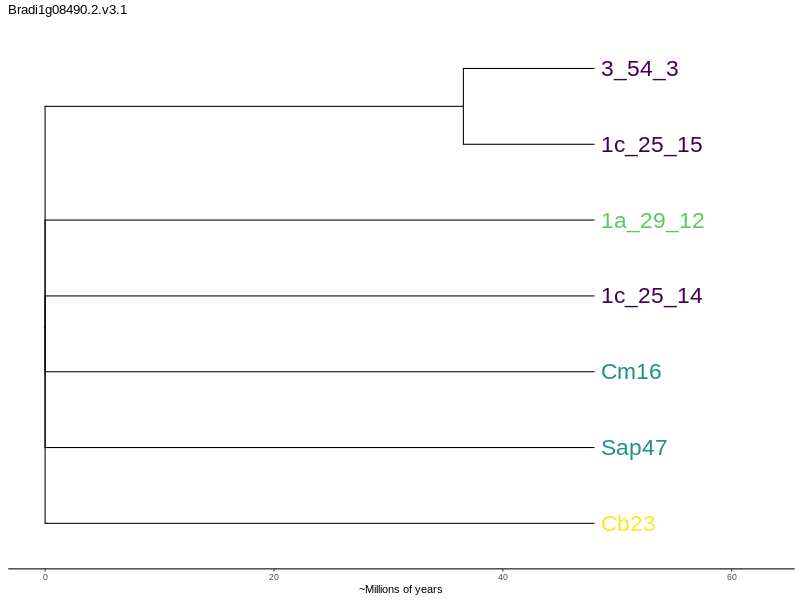 Bradi1g08490.2.v3.1
3_54_3
1c_25_15
1a_29_12
1c_25_14
Cm16
Sap47
Cb23
0 20 40 60
~Millions of years